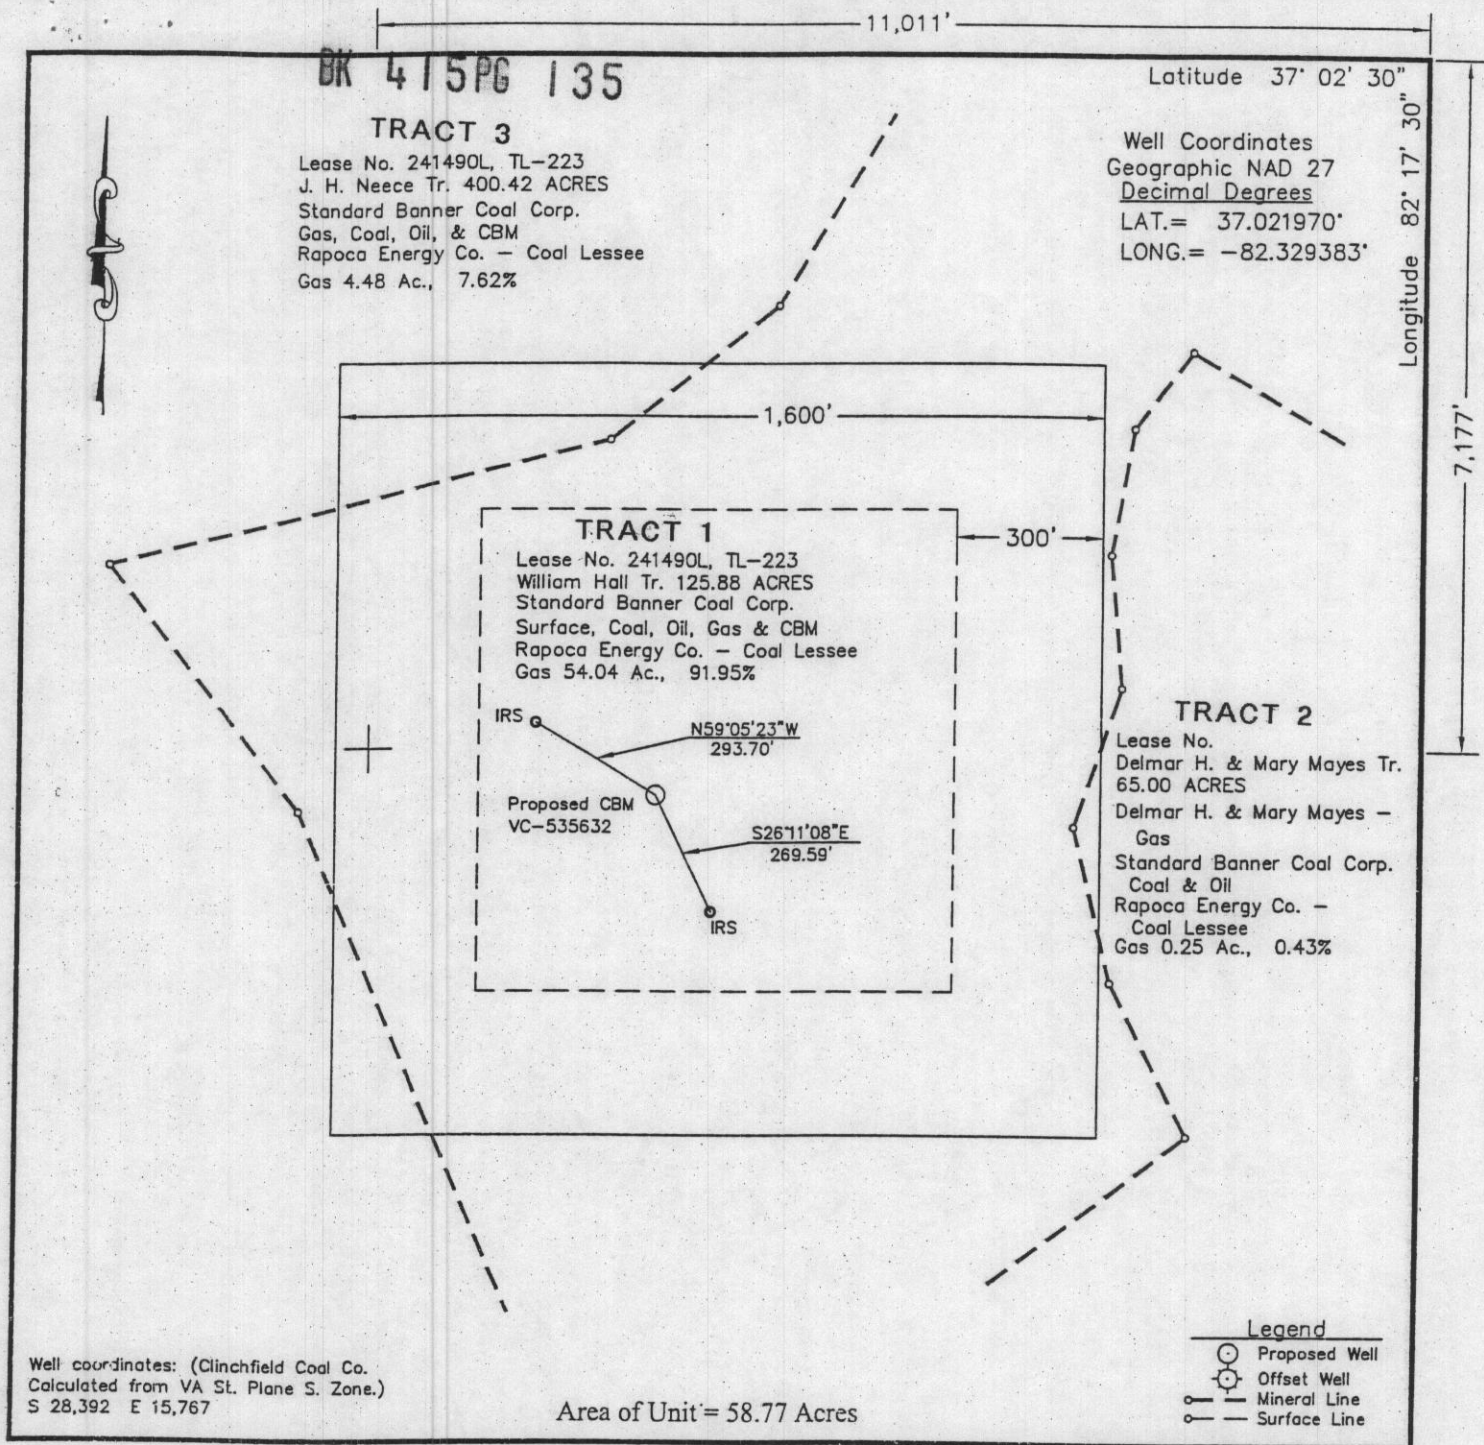 11,011'
BK 415PG 135
Latitude 37° 02' 30"
Longitude 82° 17' 30"
7,177'
TRACT 3
Lease No. 241490L, TL-223
J. H. Neece Tr. 400.42 ACRES
Standard Banner Coal Corp.
Gas, Coal, Oil, & CBM
Rapoca Energy Co. - Coal Lessee
Gas 4.48 Ac., 7.62%
Well Coordinates
Geographic NAD 27
Decimal Degrees
LAT.= 37.021970°
LONG.= -82.329383°
1,600'
300'
TRACT 1
Lease No. 241490L, TL-223
William Hall Tr. 125.88 ACRES
Standard Banner Coal Corp.
Surface, Coal, Oil, Gas & CBM
Rapoca Energy Co. - Coal Lessee
Gas 54.04 Ac., 91.95%
IRS
N59°05'23"W
293.70'
Proposed CBM
VC-535632
S26°11'08"E
269.59'
IRS
TRACT 2
Lease No.
Delmar H. & Mary Mayes Tr.
65.00 ACRES
Delmar H. & Mary Mayes -
Gas
Standard Banner Coal Corp.
Coal & Oil
Rapoca Energy Co. -
Coal Lessee
Gas 0.25 Ac., 0.43%
Well coordinates: (Clinchfield Coal Co.
Calculated from VA St. Plane S. Zone.)
S 28,392 E 15,767
Area of Unit = 58.77 Acres
Legend
Proposed Well
Offset Well
Mineral Line
Surface Line